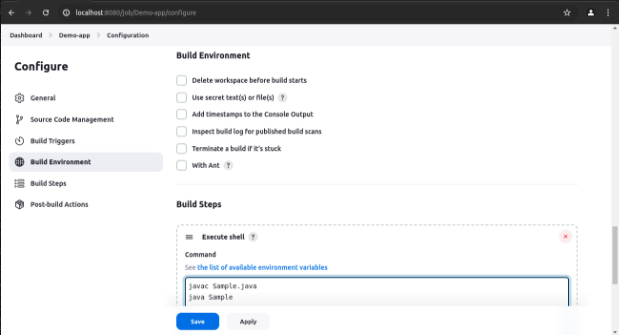 localhost:8080/job/Demo-app/configure
Dashboard > Demo-app > Configuration
Configure
General
Source Code Management
Build Triggers
Build Environment
Build Steps
Post-build Actions
Build Environment
Delete workspace before build starts
Use secret text(s) or file(s) ?
Add timestamps to the Console Output
Inspect build log for published build scans
Terminate a build if it's stuck
With Ant ?
Build Steps
Execute shell ?
Command
See the list of available environment variables
javac Sample.java
java Sample
Save
Apply